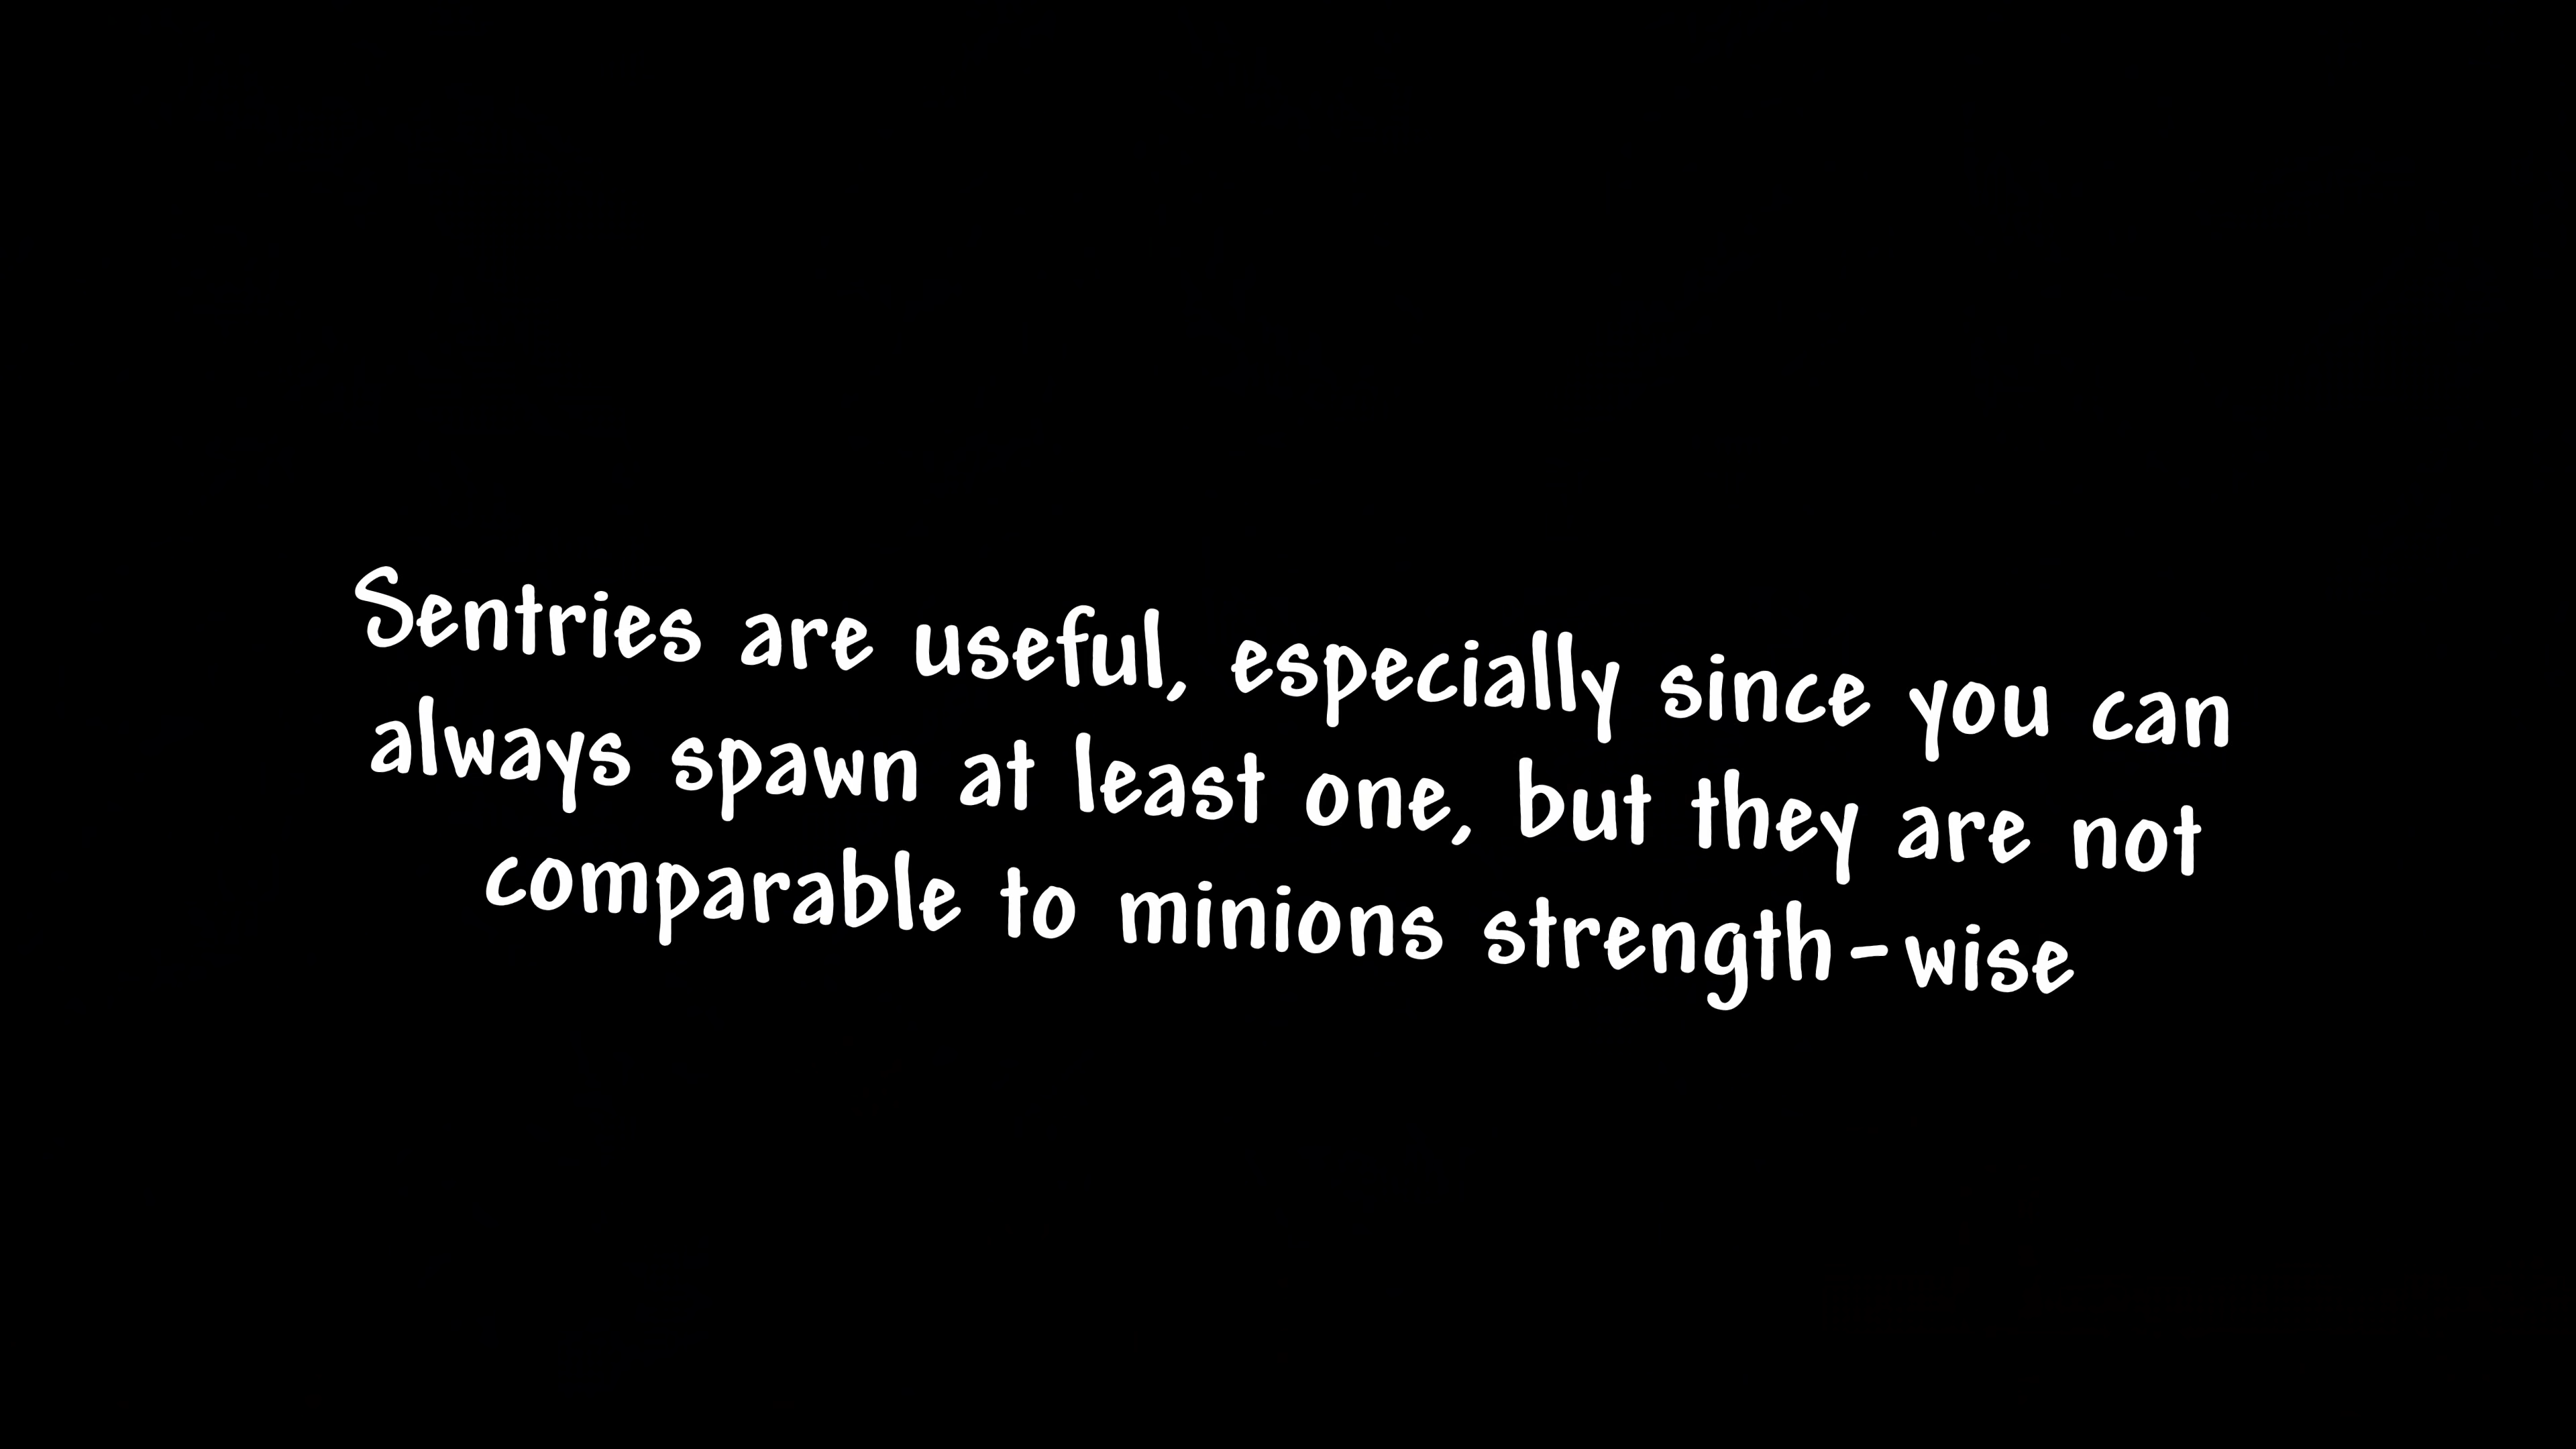 Sentries are useful, especially since you can
always spawn at least one, but they are not
comparable to minions strength-wise